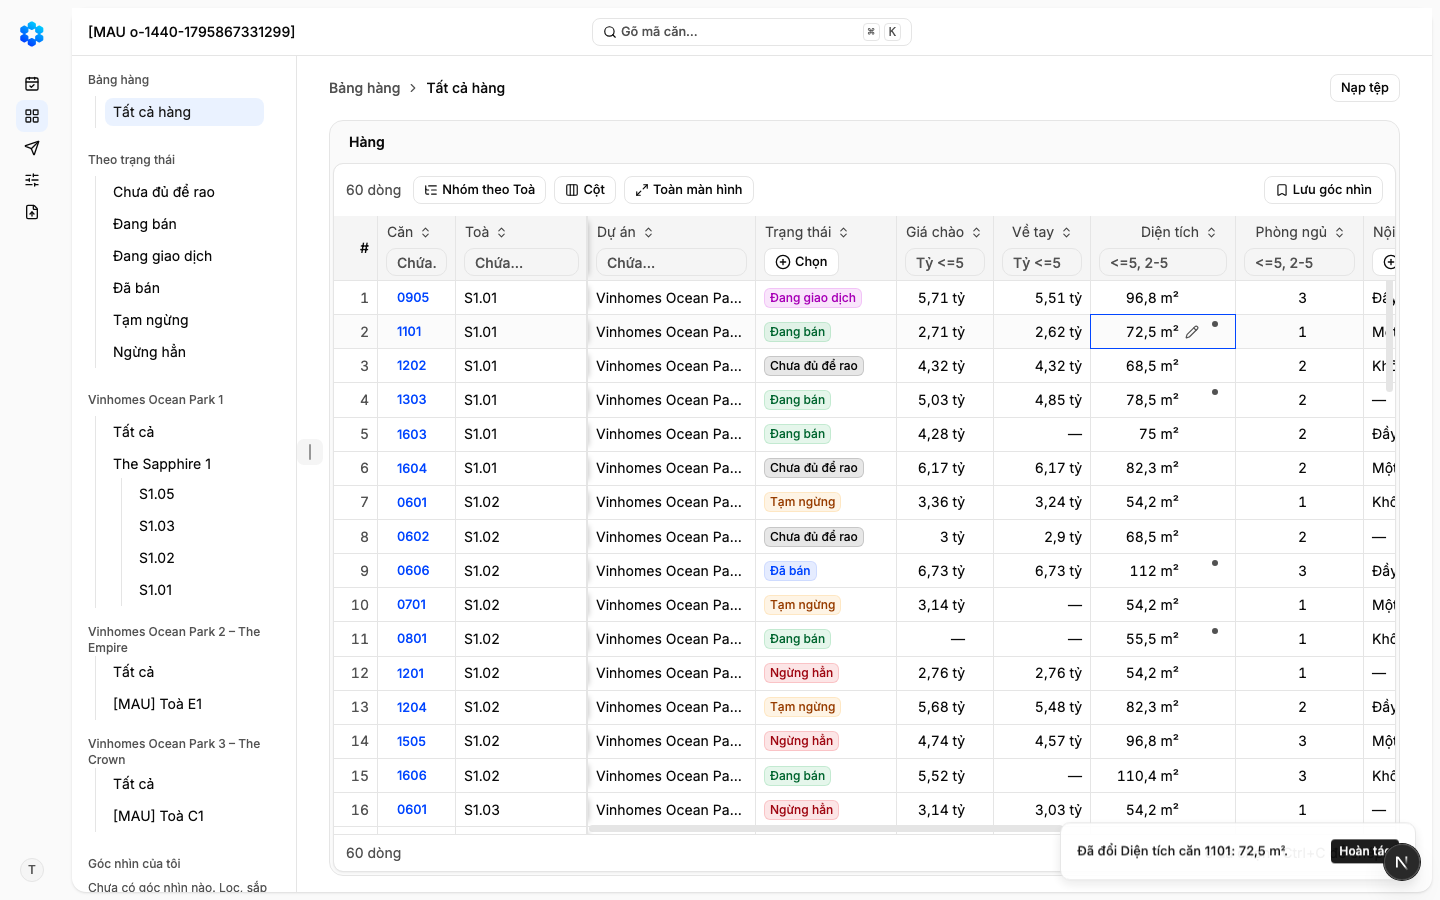 [MAU o-1440-1795867331299]
Gõ mã căn...
⌘ K
Bảng hàng
Tất cả hàng
Theo trạng thái
Chưa đủ để rao
Đang bán
Đang giao dịch
Đã bán
Tạm ngừng
Ngừng hẳn
Vinhomes Ocean Park 1
Tất cả
The Sapphire 1
S1.05
S1.03
S1.02
S1.01
Vinhomes Ocean Park 2 – The
Empire
Tất cả
[MAU] Toà E1
Vinhomes Ocean Park 3 – The
Crown
Tất cả
[MAU] Toà C1
Góc nhìn của tôi
Chưa có góc nhìn nào. Lọc, sắp
T
Bảng hàng > Tất cả hàng
Nạp tệp
Hàng
60 dòng Nhóm theo Toà Cột Toàn màn hình Lưu góc nhìn
# Căn Toà Dự án Trạng thái Giá chào Về tay Diện tích Phòng ngủ Nội
Chứa. Chứa... Chứa... Chọn Tỷ <=5 Tỷ <=5 <=5, 2-5 <=5, 2-5
1 0905 S1.01 Vinhomes Ocean Pa... Đang giao dịch 5,71 tỷ 5,51 tỷ 96,8 m² 3 Đầy
2 1101 S1.01 Vinhomes Ocean Pa... Đang bán 2,71 tỷ 2,62 tỷ 72,5 m² 1 Một
3 1202 S1.01 Vinhomes Ocean Pa... Chưa đủ để rao 4,32 tỷ 4,32 tỷ 68,5 m² 2 Khô
4 1303 S1.01 Vinhomes Ocean Pa... Đang bán 5,03 tỷ 4,85 tỷ 78,5 m² 2 —
5 1603 S1.01 Vinhomes Ocean Pa... Đang bán 4,28 tỷ — 75 m² 2 Đầy
6 1604 S1.01 Vinhomes Ocean Pa... Chưa đủ để rao 6,17 tỷ 6,17 tỷ 82,3 m² 2 Một
7 0601 S1.02 Vinhomes Ocean Pa... Tạm ngừng 3,36 tỷ 3,24 tỷ 54,2 m² 1 Khô
8 0602 S1.02 Vinhomes Ocean Pa... Chưa đủ để rao 3 tỷ 2,9 tỷ 68,5 m² 2 —
9 0606 S1.02 Vinhomes Ocean Pa... Đã bán 6,73 tỷ 6,73 tỷ 112 m² 3 Đầy
10 0701 S1.02 Vinhomes Ocean Pa... Tạm ngừng 3,14 tỷ — 54,2 m² 1 Một
11 0801 S1.02 Vinhomes Ocean Pa... Đang bán — — 55,5 m² 1 Khô
12 1201 S1.02 Vinhomes Ocean Pa... Ngừng hẳn 2,76 tỷ 2,76 tỷ 54,2 m² 1 —
13 1204 S1.02 Vinhomes Ocean Pa... Tạm ngừng 5,68 tỷ 5,48 tỷ 82,3 m² 2 Đầy
14 1505 S1.02 Vinhomes Ocean Pa... Ngừng hẳn 4,74 tỷ 4,57 tỷ 96,8 m² 3 Một
15 1606 S1.02 Vinhomes Ocean Pa... Đang bán 5,52 tỷ — 110,4 m² 3 Khô
16 0601 S1.03 Vinhomes Ocean Pa... Ngừng hẳn 3,14 tỷ 3,03 tỷ 54,2 m² 1 —
60 dòng
Đã đổi Diện tích căn 1101: 72,5 m². Hoàn tác
N